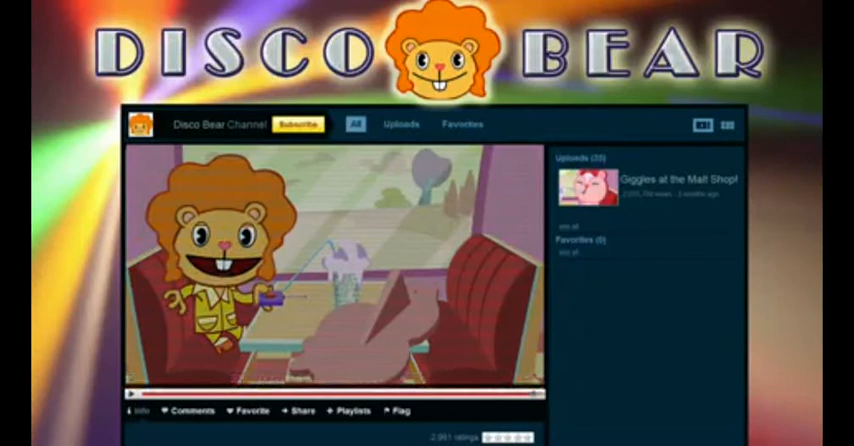 DISCO BEAR
Disco Bear Channel Subscribe All Uploads Favorites
Uploads (35)
Giggles at the Malt Shop!
see all
Favorites (0)
see all
Info Comments Favorite Share Playlists Flag
2,961 ratings